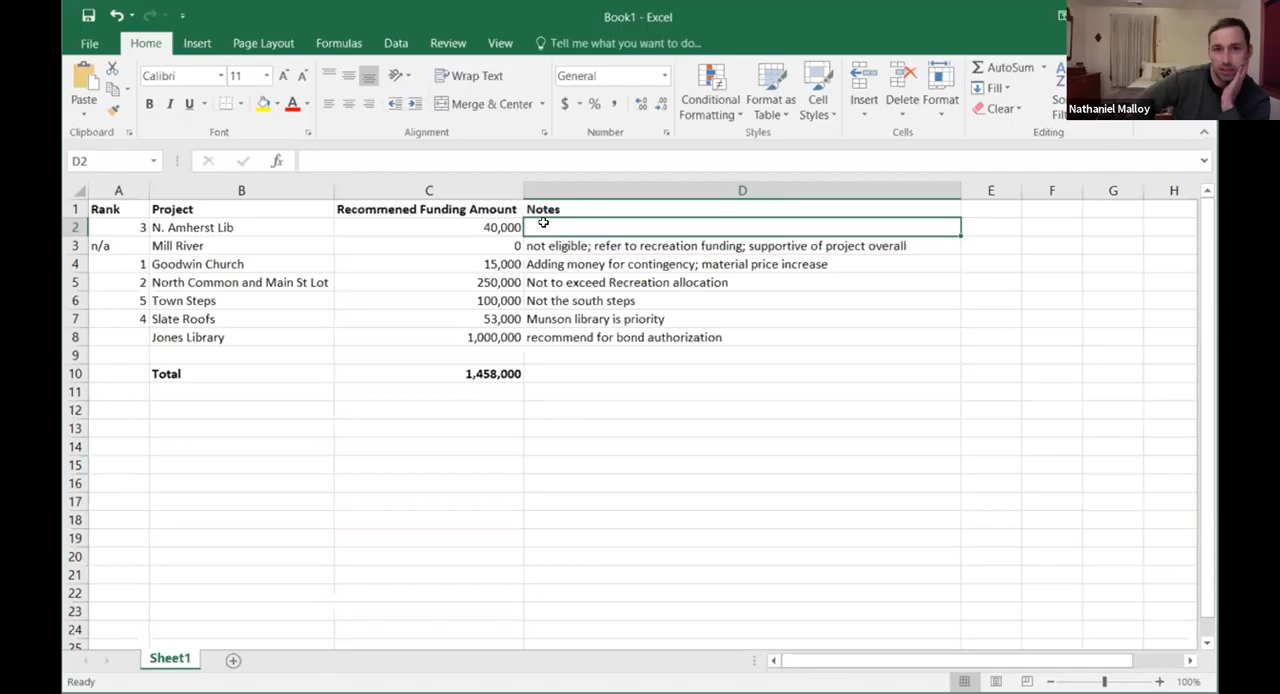 Book1 - Excel
File Home Insert Page Layout Formulas Data Review View Tell me what you want to do...
Calibri 11 Wrap Text General AutoSum
Paste B I U Merge & Center $ % Conditional Formatting Format as Table Cell Styles Insert Delete Format Fill Clear
Clipboard Font Alignment Number Styles Cells Editing
Nathaniel Malloy
D2 fx
A B C D E F G H
1 Rank Project Recommened Funding Amount Notes
2 3 N. Amherst Lib 40,000
3 n/a Mill River 0 not eligible; refer to recreation funding; supportive of project overall
4 1 Goodwin Church 15,000 Adding money for contingency; material price increase
5 2 North Common and Main St Lot 250,000 Not to exceed Recreation allocation
6 5 Town Steps 100,000 Not the south steps
7 4 Slate Roofs 53,000 Munson library is priority
8 Jones Library 1,000,000 recommend for bond authorization
9
10 Total 1,458,000
11
12
13
14
15
16
17
18
19
20
21
22
23
24
25
Sheet1
Ready 100%